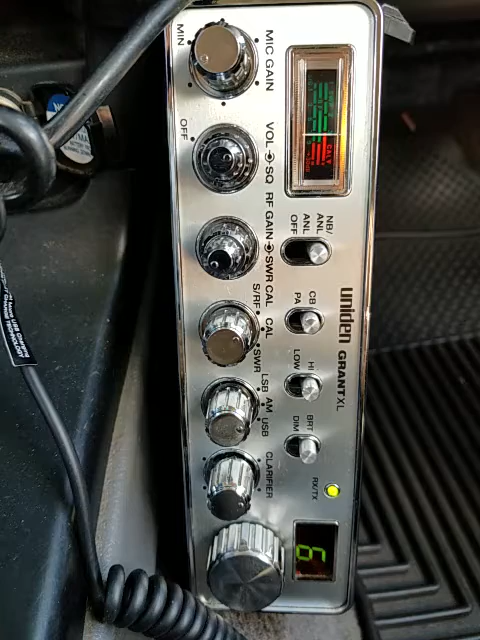 NB/
ANL
ANL
OFF
CB
PA
uniden GRANT XL
HI
LOW
BRT
DIM
RX/TX
MIN
MIC GAIN
OFF
VOL SQ
RF GAIN SWR CAL
S/RF
CAL
SWR
LSB
AM
USB
CLARIFIER